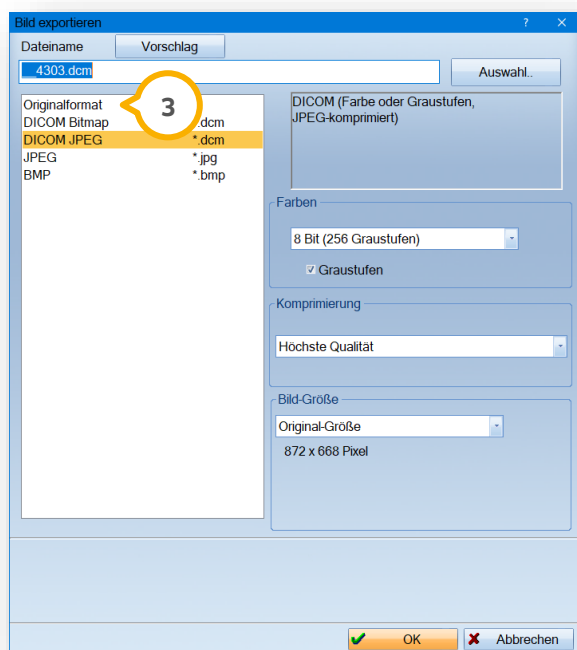 Bild exportieren
Dateiname
Vorschlag
__4303.dcm
Auswahl..
Originalformat
DICOM Bitmap *.dcm
DICOM JPEG *.dcm
JPEG *.jpg
BMP *.bmp
3
DICOM (Farbe oder Graustufen,
JPEG-komprimiert)
Farben
8 Bit (256 Graustufen)
Graustufen
Komprimierung
Höchste Qualität
Bild-Größe
Original-Größe
872 x 668 Pixel
OK
Abbrechen